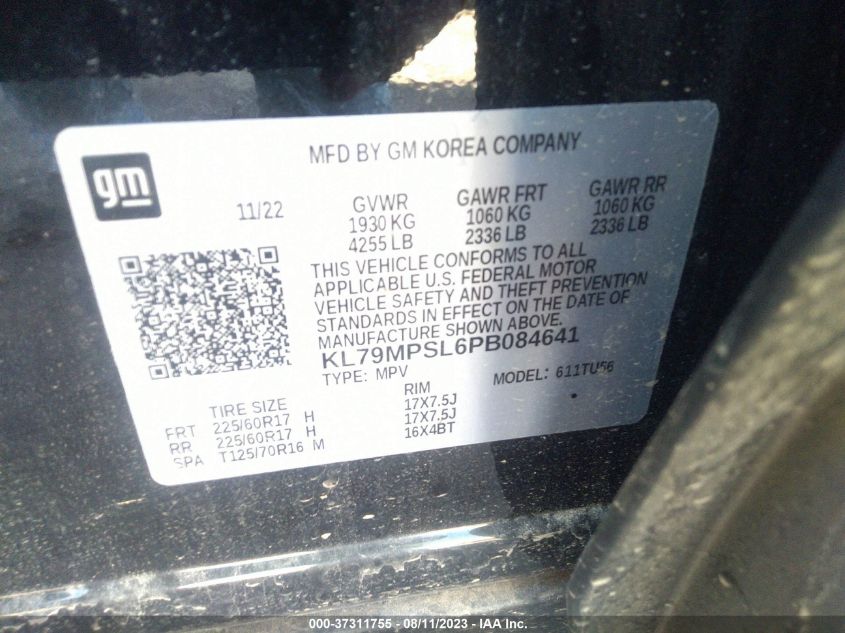 MFD BY GM KOREA COMPANY
gm
11/22
GVWR GAWR FRT GAWR RR
1930 KG 1060 KG 1060 KG
4255 LB 2336 LB 2336 LB
THIS VEHICLE CONFORMS TO ALL
APPLICABLE U.S. FEDERAL MOTOR
VEHICLE SAFETY AND THEFT PREVENTION
STANDARDS IN EFFECT ON THE DATE OF
MANUFACTURE SHOWN ABOVE.
KL79MPSL6PB084641
TYPE: MPV MODEL: 611TU56
TIRE SIZE RIM
FRT 225/60R17 H 17X7.5J
RR 225/60R17 H 17X7.5J
SPA T125/70R16 M 16X4BT
000-37311755 - 08/11/2023 - IAA Inc.